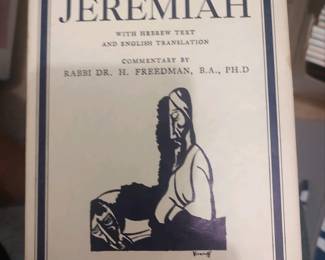 JEREMIAH
WITH HEBREW TEXT
AND ENGLISH TRANSLATION
COMMENTARY BY
RABBI DR. H. FREEDMAN, B.A., PH.D